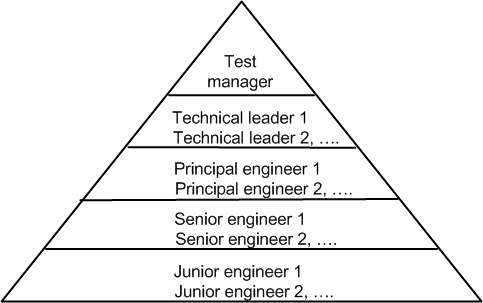 Test
manager
Technical leader 1
Technical leader 2, ....
Principal engineer 1
Principal engineer 2, ....
Senior engineer 1
Senior engineer 2, ....
Junior engineer 1
Junior engineer 2, ....